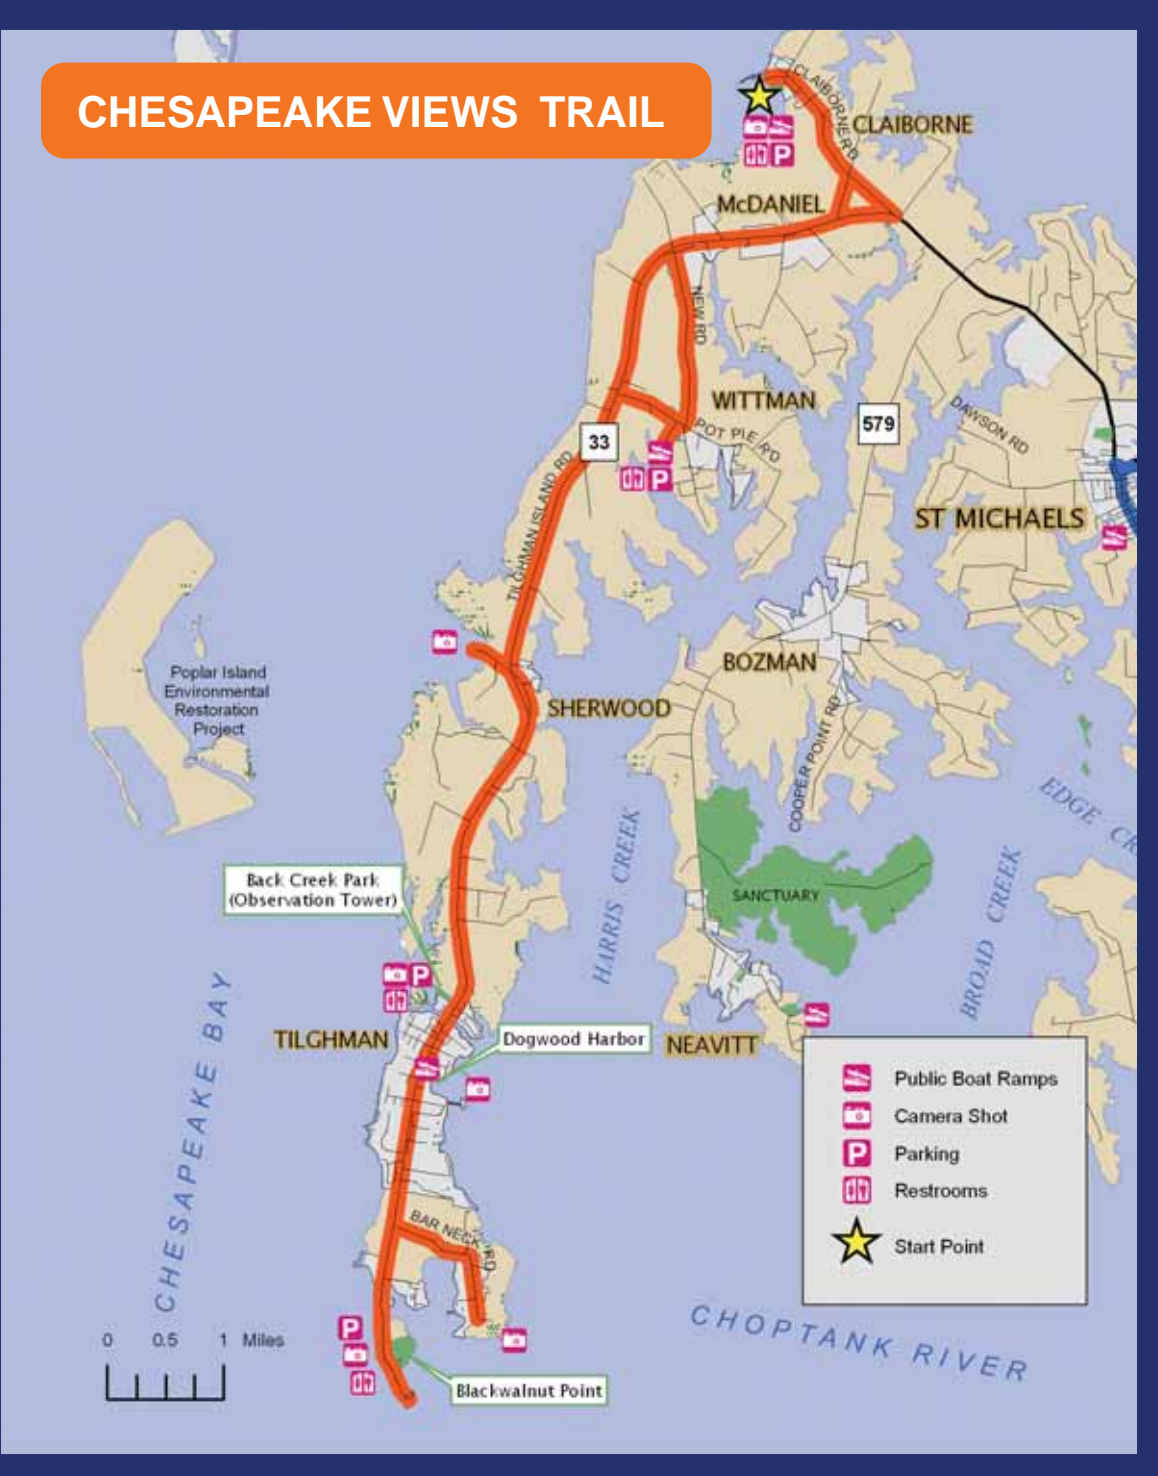 CHESAPEAKE VIEWS TRAIL
CLAIBORNE RD
CLAIBORNE
P
McDANIEL
NEW RD
WITTMAN
POT PIE RD
579
DAWSON RD
33
P
TILGHMAN ISLAND RD
ST MICHAELS
Poplar Island
Environmental
Restoration
Project
BOZMAN
SHERWOOD
COOPER POINT RD
EDGE CR
HARRIS CREEK
BROAD CREEK
SANCTUARY
Back Creek Park
(Observation Tower)
P
TILGHMAN
Dogwood Harbor
NEAVITT
CHESAPEAKE BAY
Public Boat Ramps
Camera Shot
P Parking
Restrooms
Start Point
BAR NECK RD
CHOPTANK RIVER
P
0 0.5 1 Miles
Blackwalnut Point